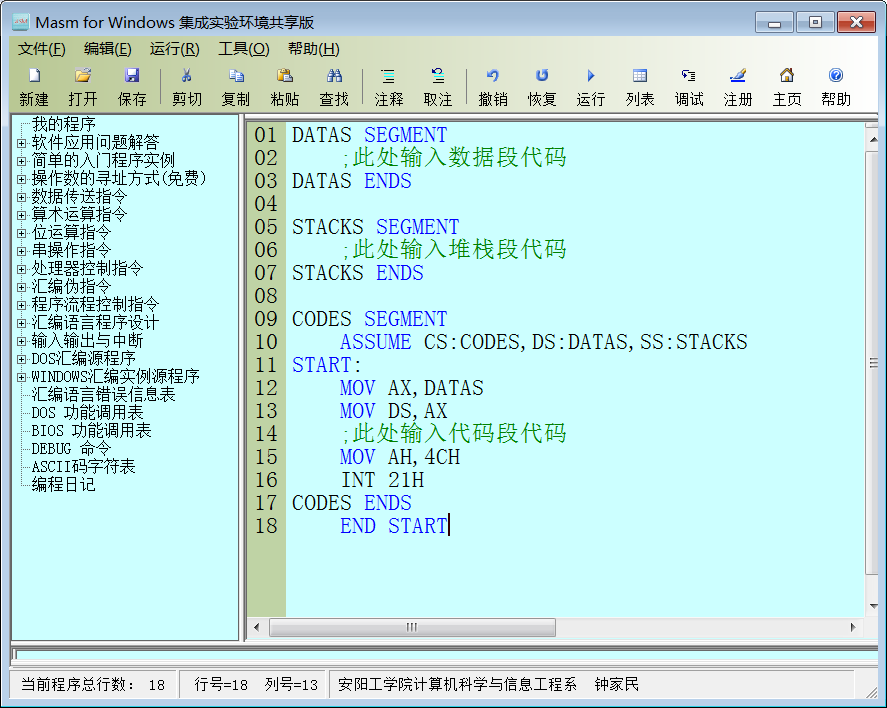 Masm for Windows 集成实验环境共享版
文件(F) 编辑(E) 运行(R) 工具(O) 帮助(H)
新建 打开 保存 剪切 复制 粘贴 查找 注释 取注 撤销 恢复 运行 列表 调试 注册 主页 帮助
我的程序
软件应用问题解答
简单的入门程序实例
操作数的寻址方式(免费)
数据传送指令
算术运算指令
位运算指令
串操作指令
处理器控制指令
汇编伪指令
程序流程控制指令
汇编语言程序设计
输入输出与中断
DOS汇编源程序
WINDOWS汇编实例源程序
汇编语言错误信息表
DOS 功能调用表
BIOS 功能调用表
DEBUG 命令
ASCII码字符表
编程日记
01 DATAS SEGMENT
02     ;此处输入数据段代码
03 DATAS ENDS
04
05 STACKS SEGMENT
06     ;此处输入堆栈段代码
07 STACKS ENDS
08
09 CODES SEGMENT
10     ASSUME CS:CODES,DS:DATAS,SS:STACKS
11 START:
12     MOV AX,DATAS
13     MOV DS,AX
14     ;此处输入代码段代码
15     MOV AH,4CH
16     INT 21H
17 CODES ENDS
18     END START
当前程序总行数： 18 行号=18 列号=13 安阳工学院计算机科学与信息工程系 钟家民